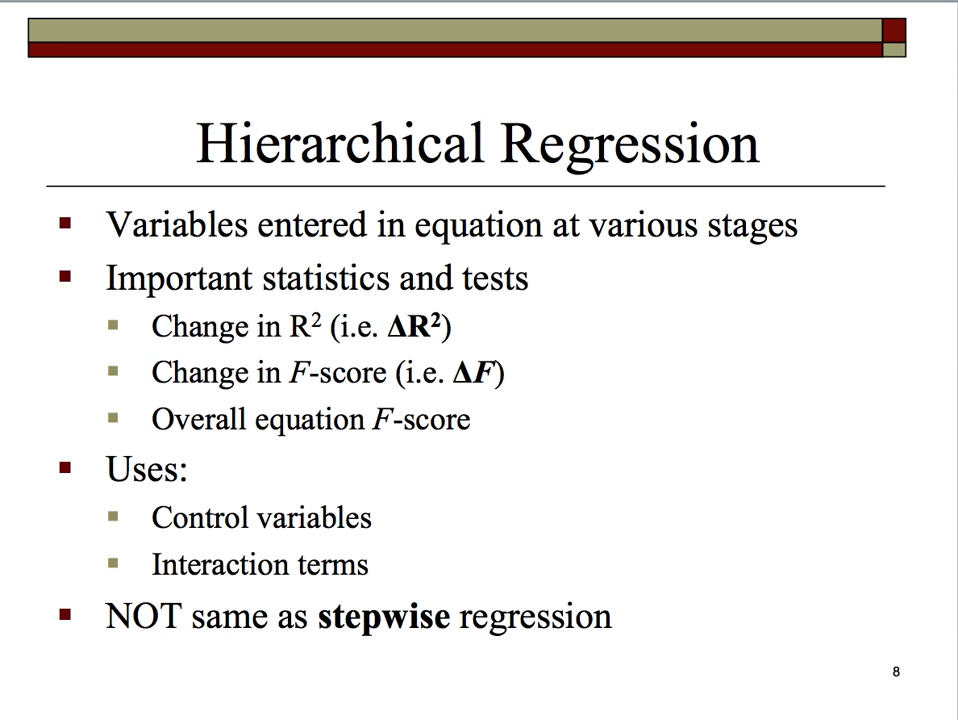 Hierarchical Regression
Variables entered in equation at various stages
Important statistics and tests
Change in R² (i.e. ΔR²)
Change in F-score (i.e. ΔF)
Overall equation F-score
Uses:
Control variables
Interaction terms
NOT same as stepwise regression
8